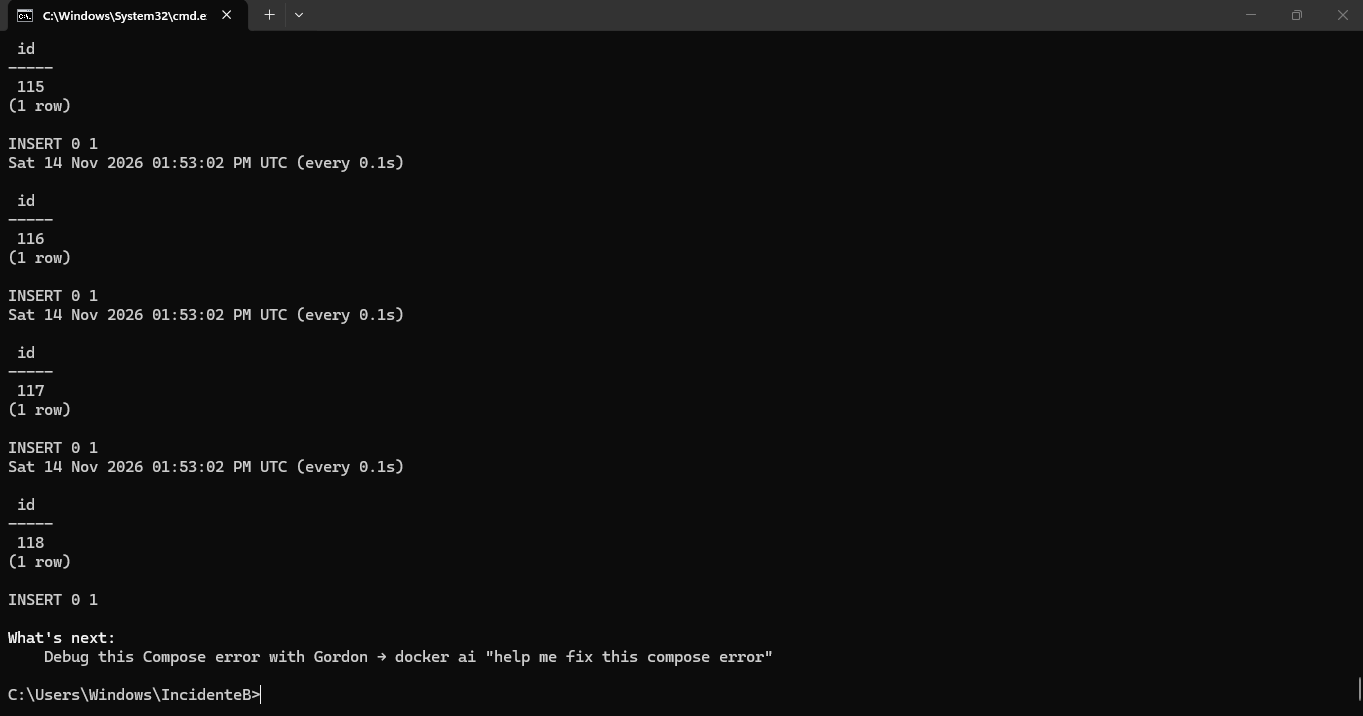 C:\Windows\System32\cmd.e
id
-----
115
(1 row)
INSERT 0 1
Sat 14 Nov 2026 01:53:02 PM UTC (every 0.1s)
id
-----
116
(1 row)
INSERT 0 1
Sat 14 Nov 2026 01:53:02 PM UTC (every 0.1s)
id
-----
117
(1 row)
INSERT 0 1
Sat 14 Nov 2026 01:53:02 PM UTC (every 0.1s)
id
-----
118
(1 row)
INSERT 0 1
What's next:
Debug this Compose error with Gordon → docker ai "help me fix this compose error"
C:\Users\Windows\IncidenteB>